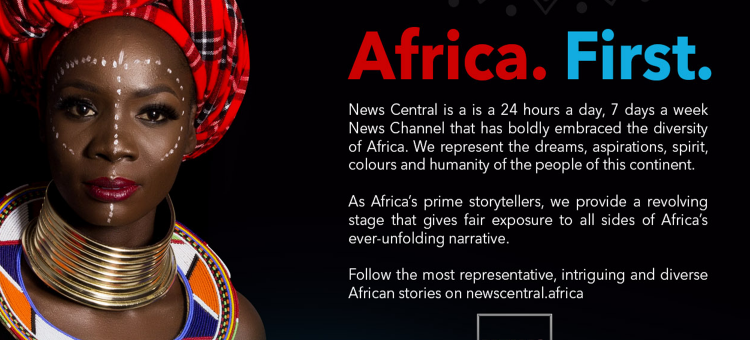 Africa. First.
News Central is a is a 24 hours a day, 7 days a week
News Channel that has boldly embraced the diversity
of Africa. We represent the dreams, aspirations, spirit,
colours and humanity of the people of this continent.
As Africa’s prime storytellers, we provide a revolving
stage that gives fair exposure to all sides of Africa’s
ever-unfolding narrative.
Follow the most representative, intriguing and diverse
African stories on newscentral.africa